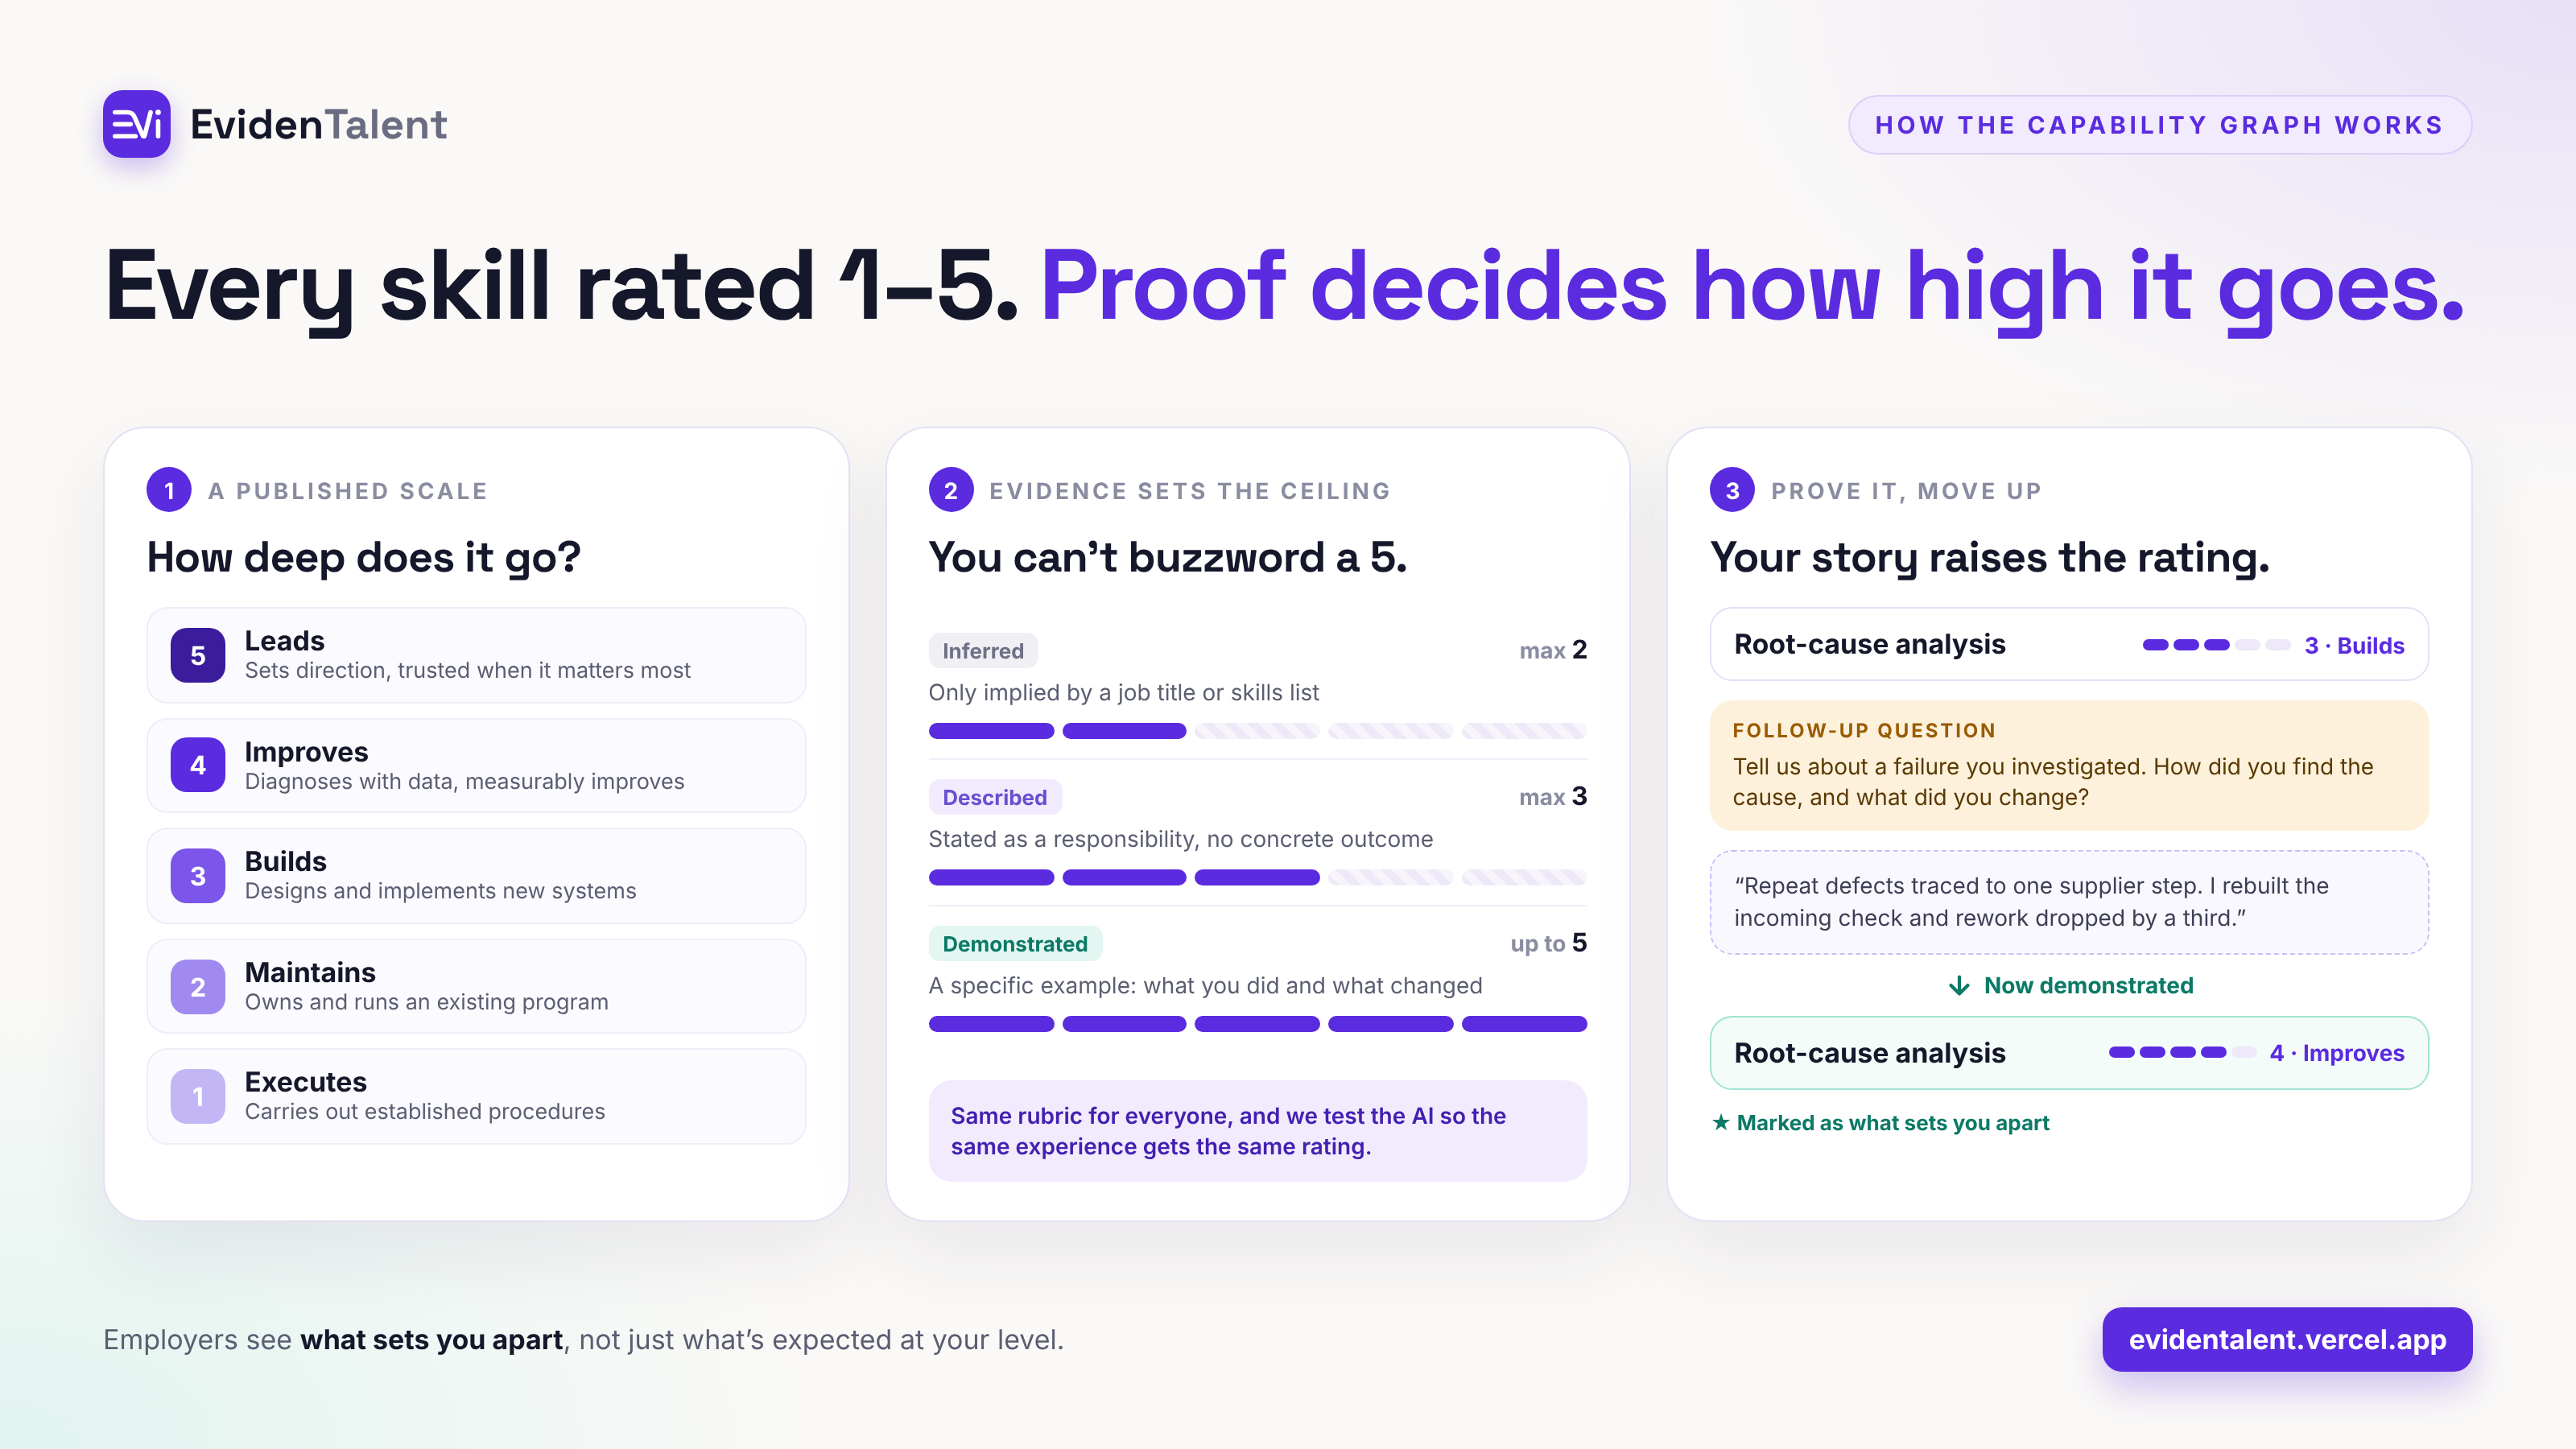 EVi EvidenTalent
HOW THE CAPABILITY GRAPH WORKS
Every skill rated 1–5. Proof decides how high it goes.
1 A PUBLISHED SCALE
How deep does it go?
5 Leads
Sets direction, trusted when it matters most
4 Improves
Diagnoses with data, measurably improves
3 Builds
Designs and implements new systems
2 Maintains
Owns and runs an existing program
1 Executes
Carries out established procedures
2 EVIDENCE SETS THE CEILING
You can’t buzzword a 5.
Inferred max 2
Only implied by a job title or skills list
Described max 3
Stated as a responsibility, no concrete outcome
Demonstrated up to 5
A specific example: what you did and what changed
Same rubric for everyone, and we test the AI so the
same experience gets the same rating.
3 PROVE IT, MOVE UP
Your story raises the rating.
Root-cause analysis 3 · Builds
FOLLOW-UP QUESTION
Tell us about a failure you investigated. How did you find the
cause, and what did you change?
“Repeat defects traced to one supplier step. I rebuilt the
incoming check and rework dropped by a third.”
↓ Now demonstrated
Root-cause analysis 4 · Improves
★ Marked as what sets you apart
Employers see what sets you apart, not just what’s expected at your level.
evidentalent.vercel.app